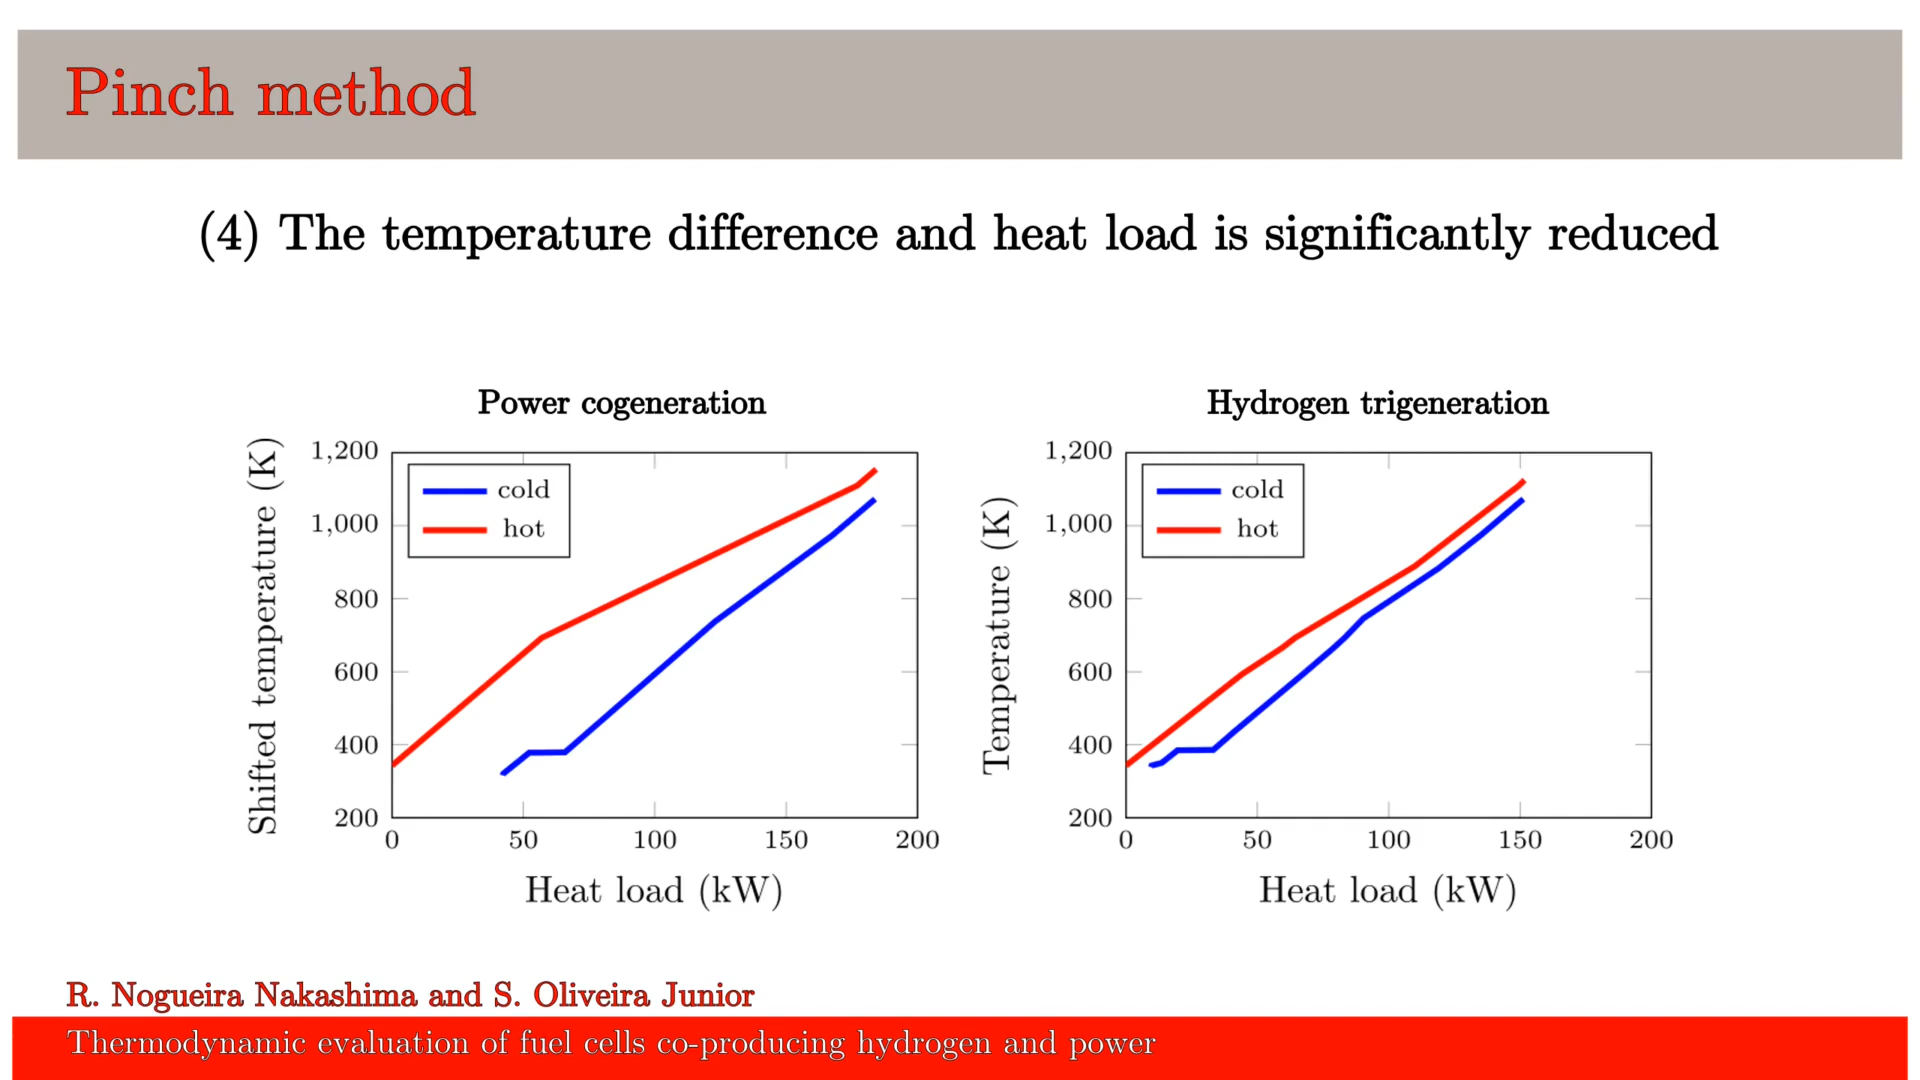 Pinch method
(4) The temperature difference and heat load is significantly reduced
Power cogeneration
Shifted temperature (K)
1,200
1,000
800
600
400
200
cold
hot
0 50 100 150 200
Heat load (kW)
Hydrogen trigeneration
Temperature (K)
1,200
1,000
800
600
400
200
cold
hot
0 50 100 150 200
Heat load (kW)
R. Nogueira Nakashima and S. Oliveira Junior
Thermodynamic evaluation of fuel cells co-producing hydrogen and power